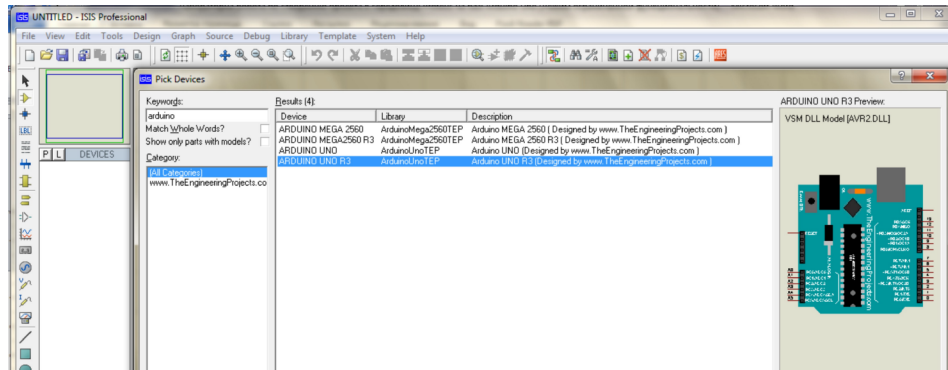 ISIS UNTITLED - ISIS Professional
File View Edit Tools Design Graph Source Debug Library Template System Help
ISIS Pick Devices
Keywords:
arduino
Match Whole Words?
Show only parts with models?
Category:
(All Categories)
www.TheEngineeringProjects.co
P L DEVICES
LBL
Results (4):
Device Library Description
ARDUINO MEGA 2560 ArduinoMega2560TEP Arduino MEGA 2560 ( Designed by www.TheEngineeringProjects.com )
ARDUINO MEGA2560 R3 ArduinoMega2560TEP Arduino MEGA 2560 R3 ( Designed by www.TheEngineeringProjects.com )
ARDUINO UNO ArduinoUnoTEP Arduino UNO (Designed by www.TheEngineeringProjects.com )
ARDUINO UNO R3 ArduinoUnoTEP Arduino UNO R3 (Designed by www.TheEngineeringProjects.com )
ARDUINO UNO R3 Preview:
VSM DLL Model [AVR2.DLL]
www.TheEngineeringProjects.com
RESET